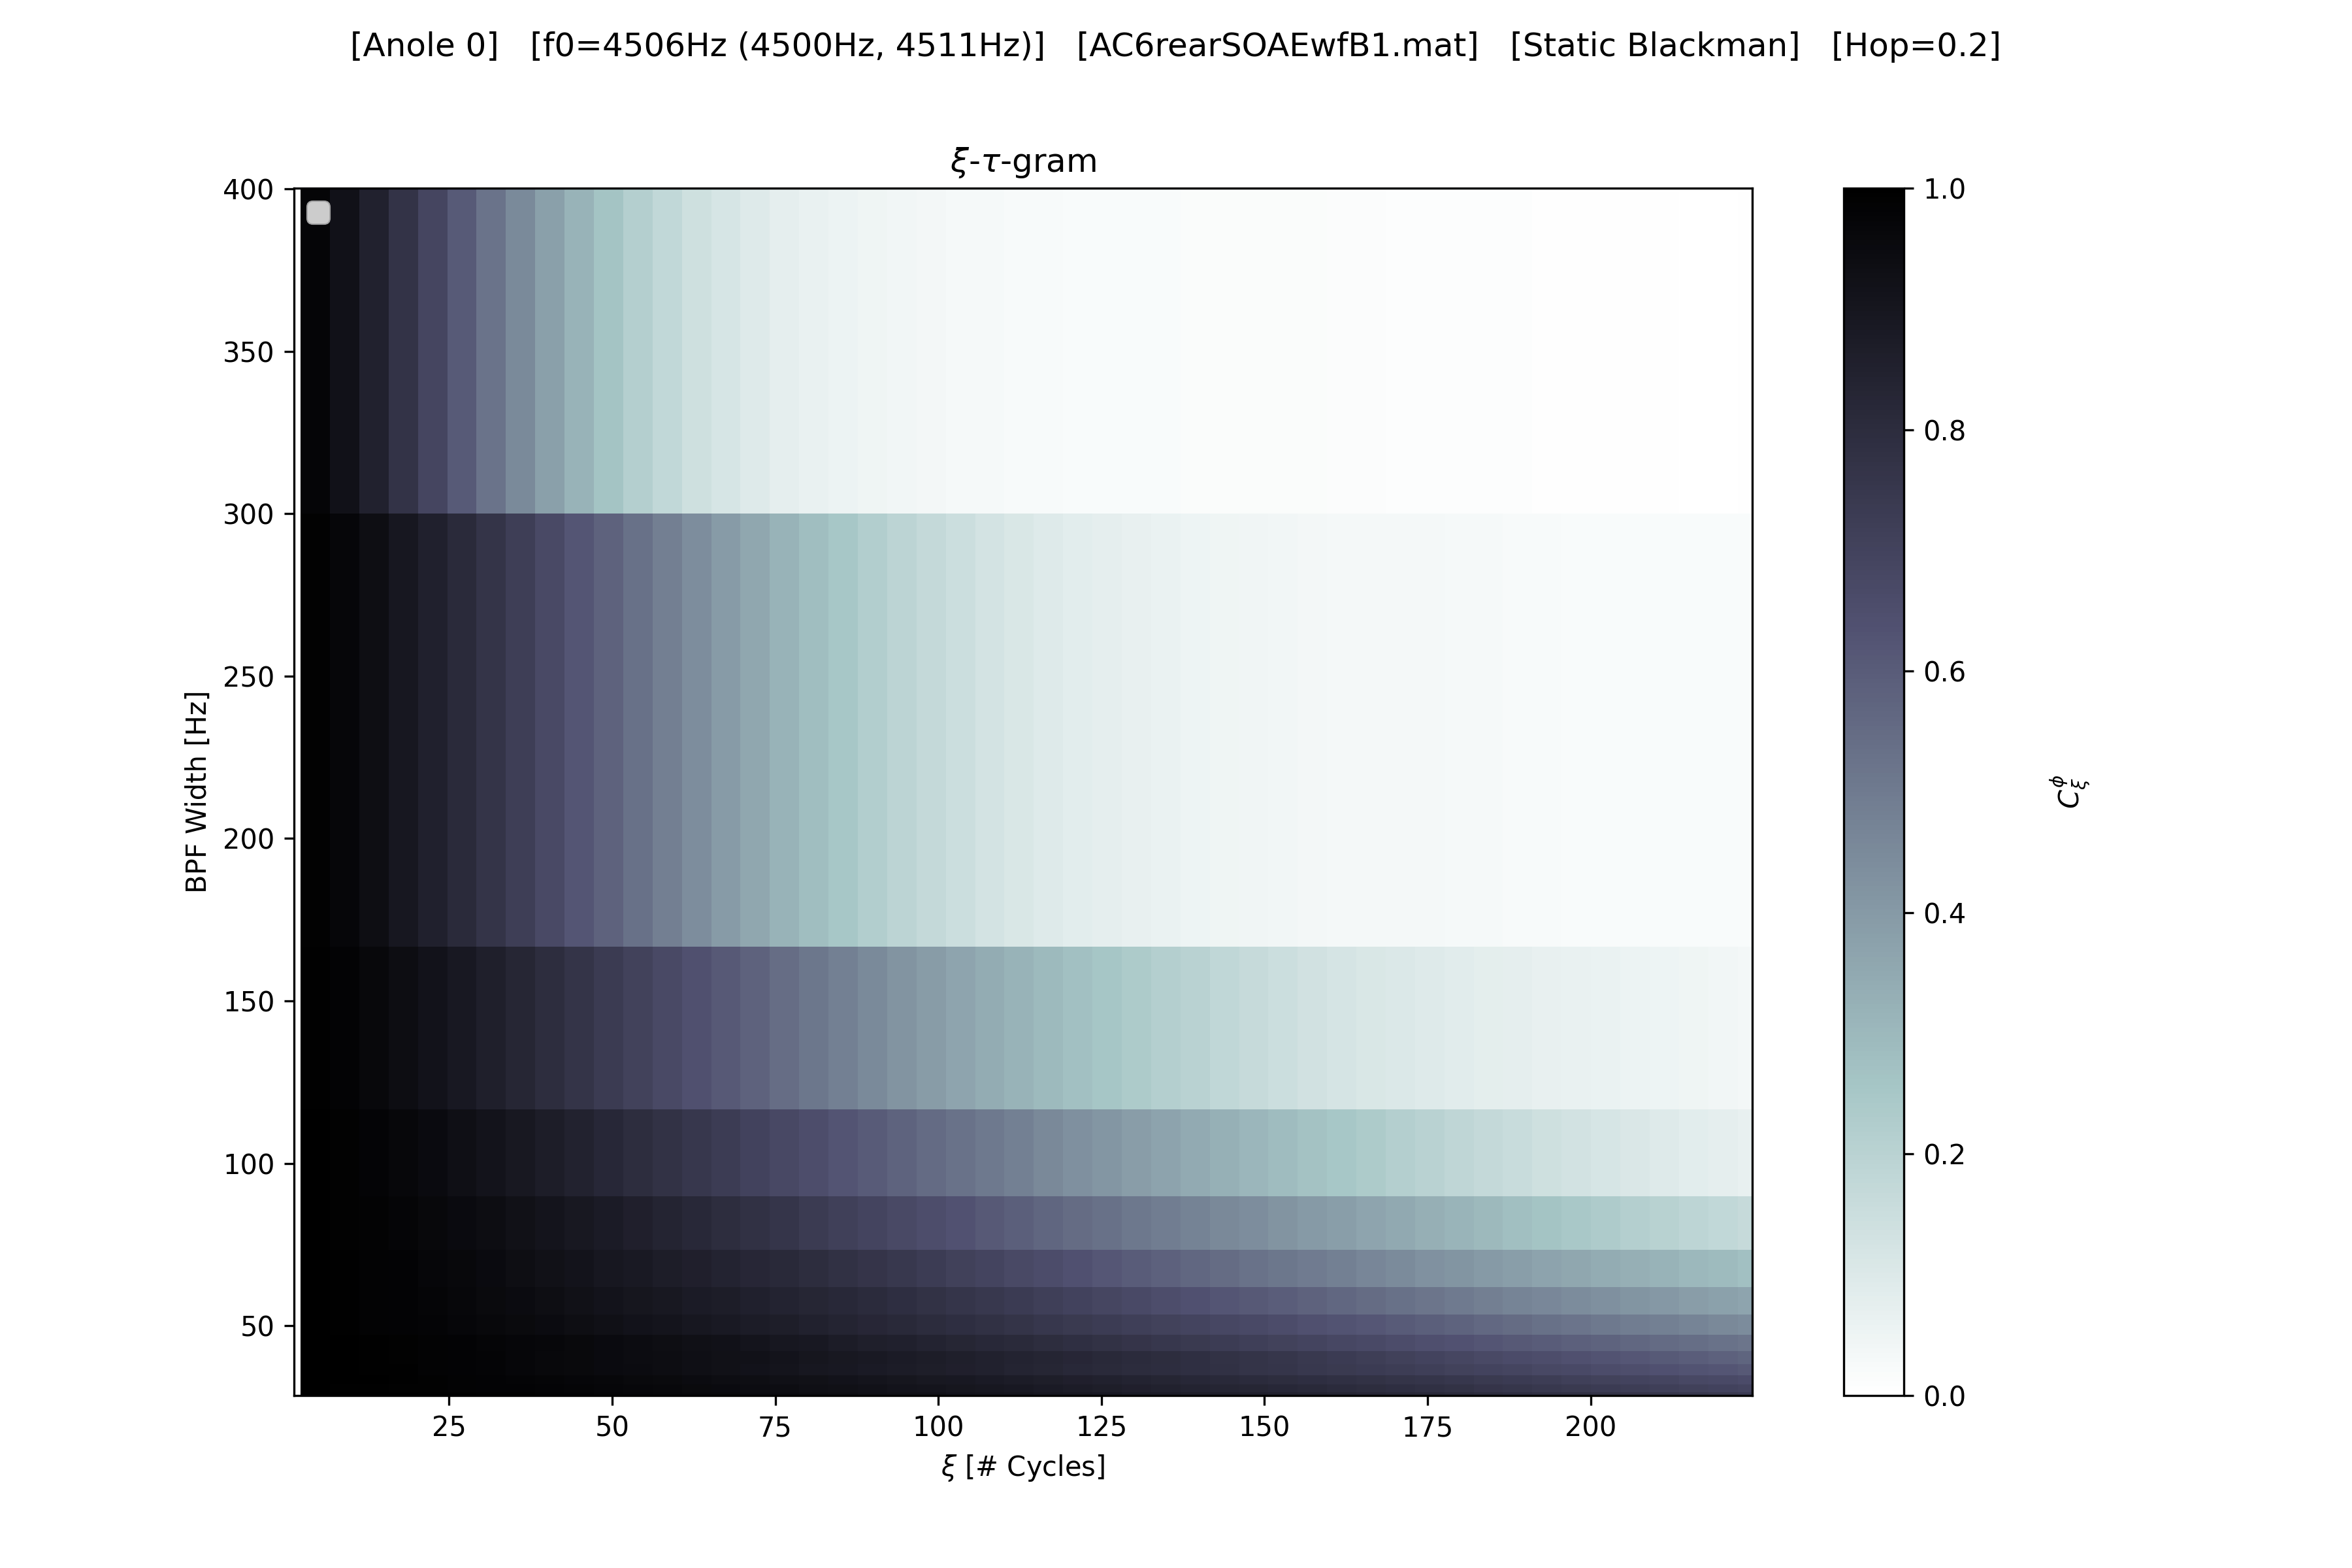 [Anole 0]   [f0=4506Hz (4500Hz, 4511Hz)]   [AC6rearSOAEwfB1.mat]   [Static Blackman]   [Hop=0.2]
ξ-τ-gram
400
350
300
250
200
150
100
50
BPF Width [Hz]
25 50 75 100 125 150 175 200
ξ [# Cycles]
1.0
0.8
0.6
0.4
0.2
0.0
C_ξ^ϕ